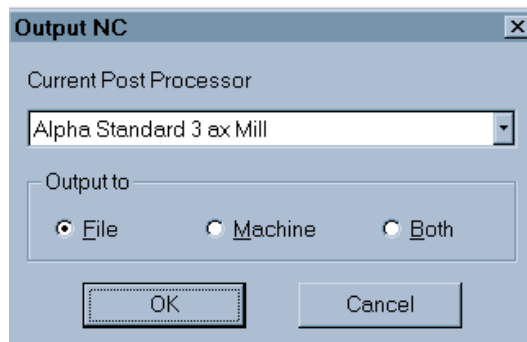 Output NC
Current Post Processor
Alpha Standard 3 ax Mill
Output to
File Machine Both
OK Cancel